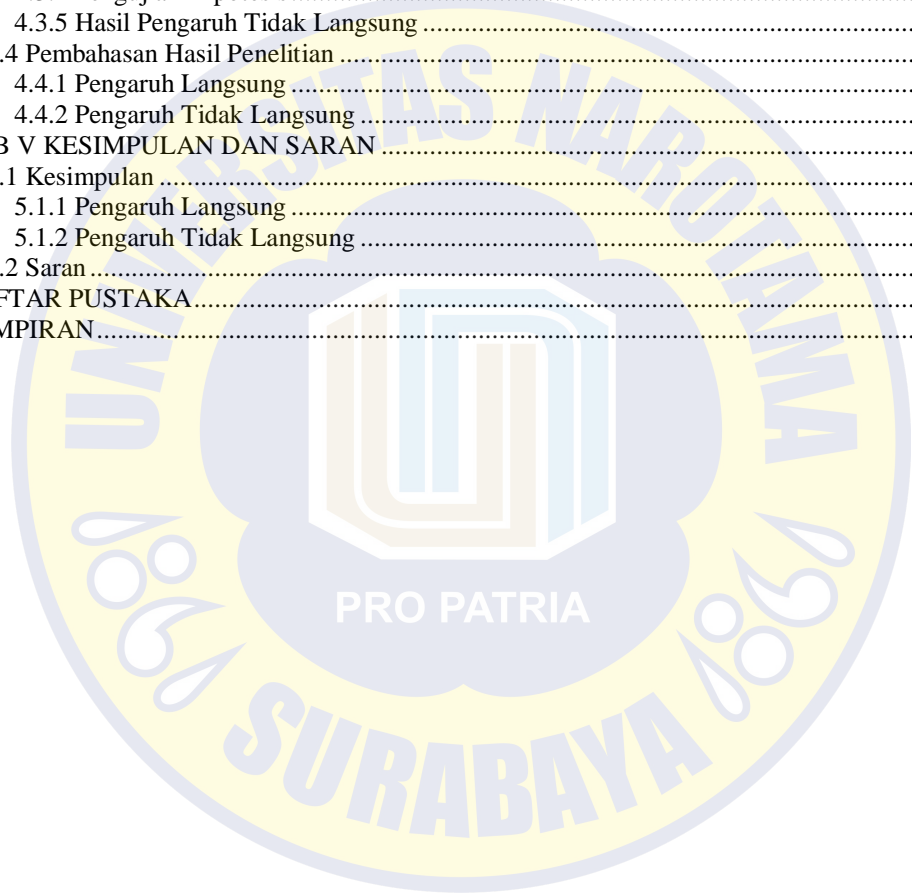 4.3.5 Hasil Pengaruh Tidak Langsung ..........
.4 Pembahasan Hasil Penelitian ..........
4.4.1 Pengaruh Langsung ..........
4.4.2 Pengaruh Tidak Langsung ..........
B V KESIMPULAN DAN SARAN ..........
.1 Kesimpulan ..........
5.1.1 Pengaruh Langsung ..........
5.1.2 Pengaruh Tidak Langsung ..........
.2 Saran ..........
FTAR PUSTAKA ..........
MPIRAN ..........
UNIVERSITAS NAROTAMA
PRO PATRIA
SURABAYA